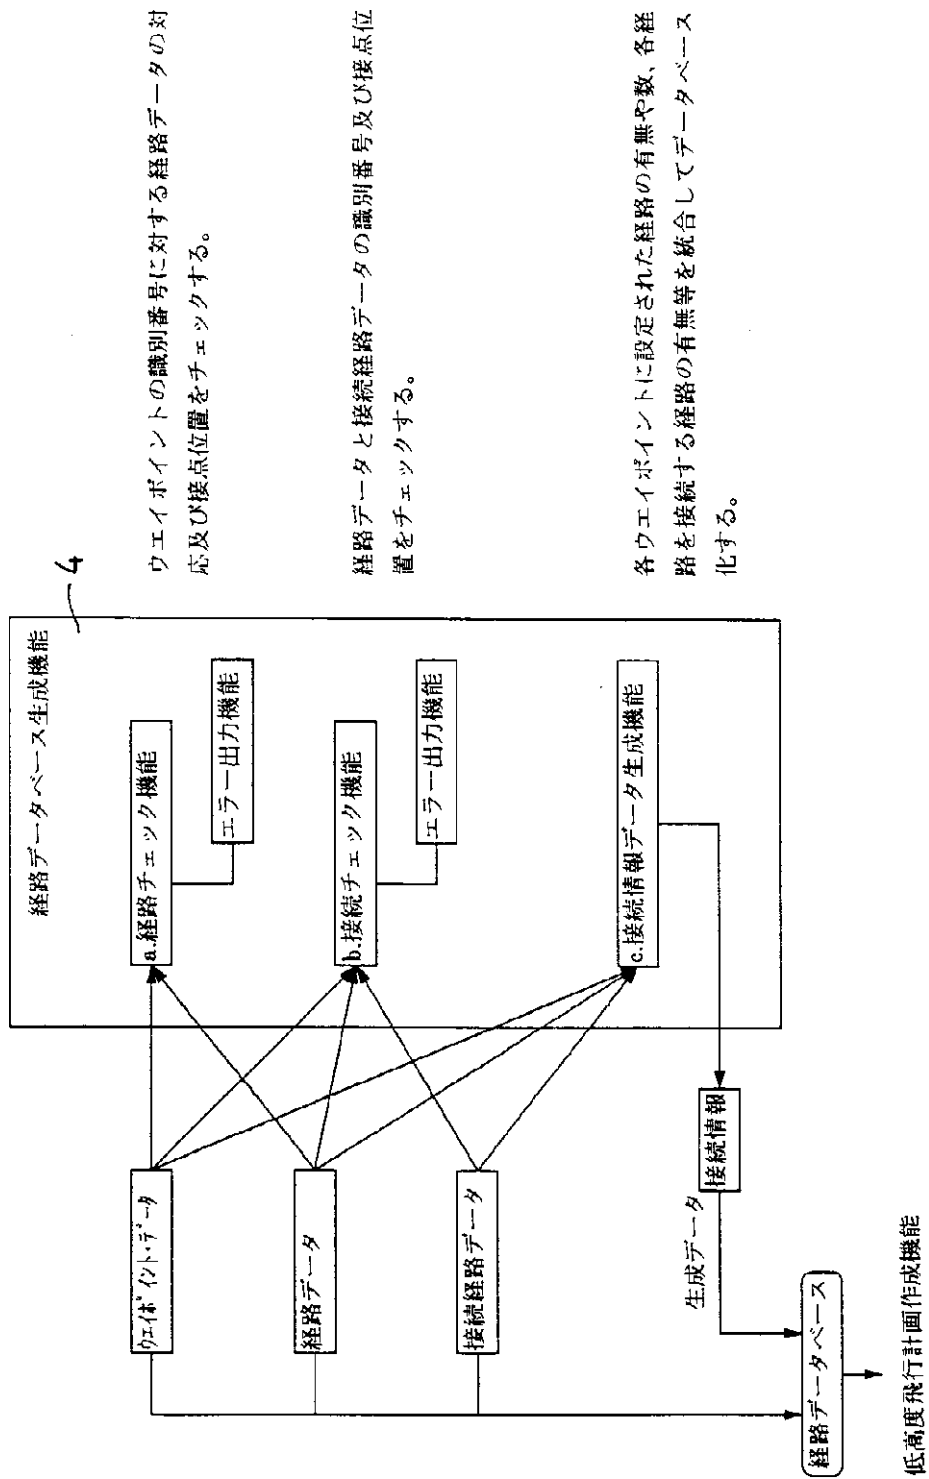 経路データベース生成機能
4
ウエイポイント・データ
経路データ
接続経路データ
a.経路チェック機能
エラー出力機能
b.接続チェック機能
エラー出力機能
c.接続情報データ生成機能
ウエイポイントの識別番号に対する経路データの対
応及び接点位置をチェックする。
経路データと接続経路データの識別番号及び接点位
置をチェックする。
各ウエイポイントに設定された経路の有無や数、各経
路を接続する経路の有無等を統合してデータベース
化する。
生成データ
接続情報
経路データベース
低高度飛行計画作成機能